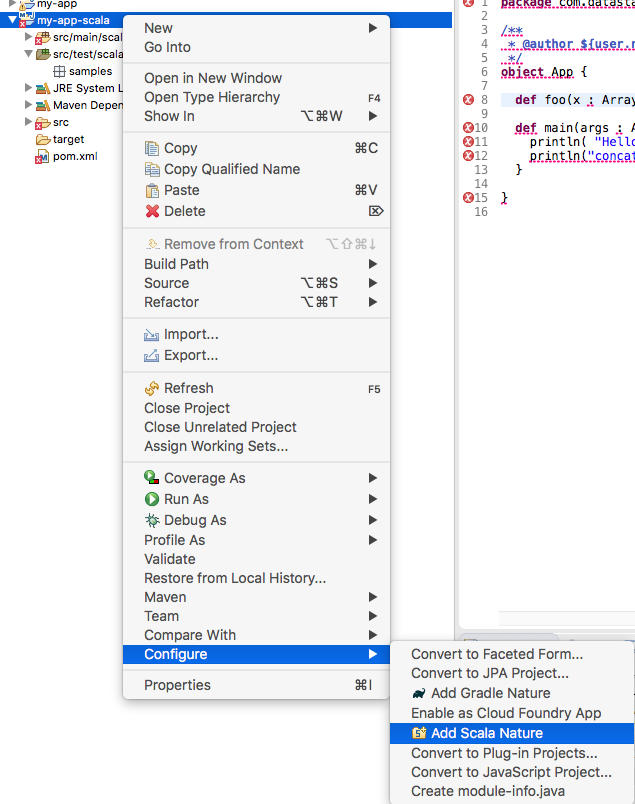 my-app
my-app-scala
src/main/scal
src/test/scala
samples
JRE System L
Maven Depen
src
target
pom.xml
New
Go Into
Open in New Window
Open Type Hierarchy F4
Show In ⌥⌘W
Copy ⌘C
Copy Qualified Name
Paste ⌘V
Delete ⌦
Remove from Context ⌥⇧⌘↓
Build Path
Source ⌥⌘S
Refactor ⌥⌘T
Import...
Export...
Refresh F5
Close Project
Close Unrelated Project
Assign Working Sets...
Coverage As
Run As
Debug As
Profile As
Validate
Restore from Local History...
Maven
Team
Compare With
Configure
Properties ⌘I
Convert to Faceted Form...
Convert to JPA Project...
Add Gradle Nature
Enable as Cloud Foundry App
Add Scala Nature
Convert to Plug-in Projects...
Convert to JavaScript Project...
Create module-info.java
1 package com.datasta
2
3 /**
4 * @author ${user.n
5 */
6 object App {
7
8 def foo(x : Array
9
10 def main(args : A
11 println( "Hello
12 println("concat
13 }
14
15 }
16